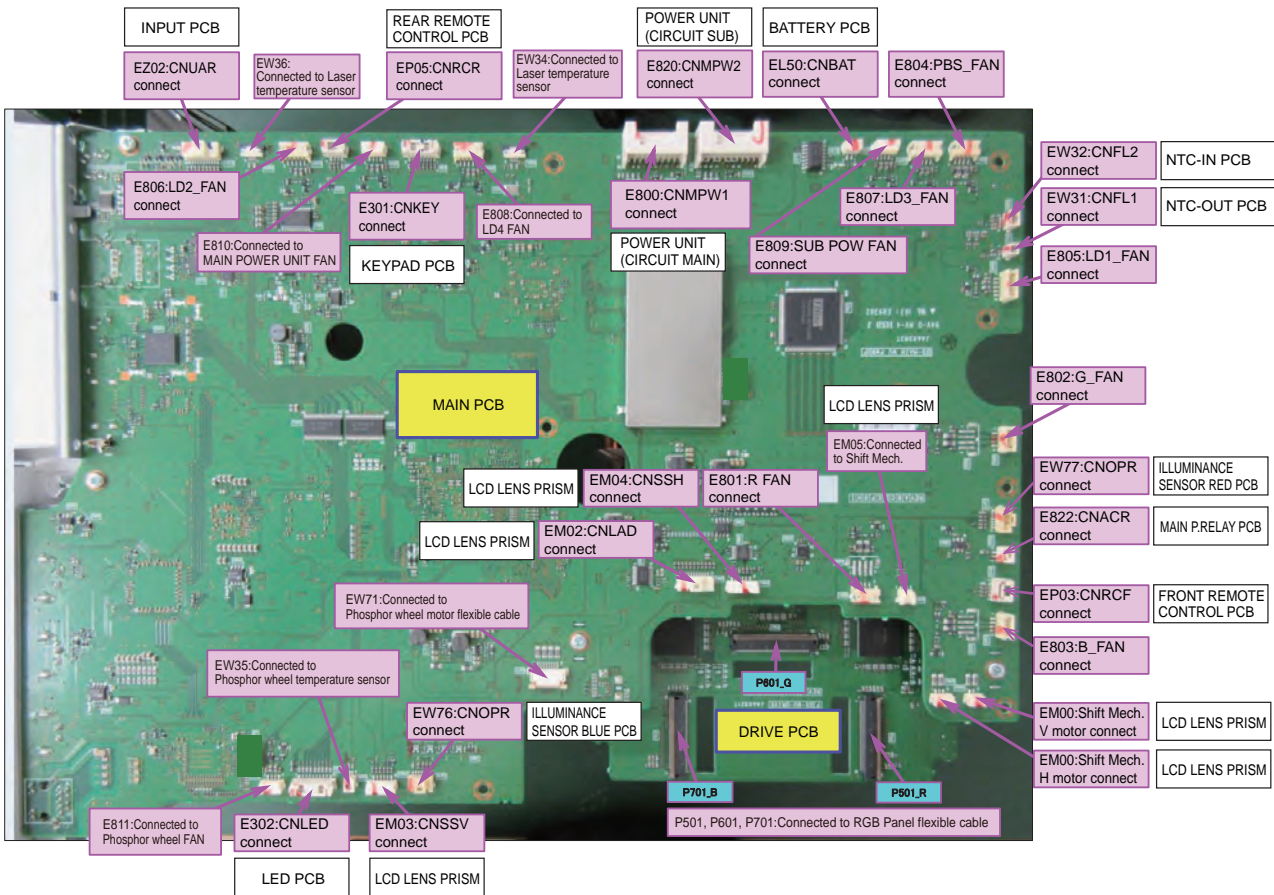 INPUT PCB
REAR REMOTE
CONTROL PCB
POWER UNIT
(CIRCUIT SUB)
BATTERY PCB
EZ02:CNUAR
connect
EW36:
Connected to Laser
temperature sensor
EP05:CNRCR
connect
EW34:Connected to
Laser temperature
sensor
E820:CNMPW2
connect
EL50:CNBAT
connect
E804:PBS_FAN
connect
E806:LD2_FAN
connect
E810:Connected to
MAIN POWER UNIT FAN
E301:CNKEY
connect
KEYPAD PCB
E808:Connected to
LD4 FAN
E800:CNMPW1
connect
POWER UNIT
(CIRCUIT MAIN)
E807:LD3_FAN
connect
E809:SUB POW FAN
connect
EW32:CNFL2
connect
NTC-IN PCB
EW31:CNFL1
connect
NTC-OUT PCB
E805:LD1_FAN
connect
E802:G_FAN
connect
MAIN PCB
LCD LENS PRISM
EM05:Connected
to Shift Mech.
LCD LENS PRISM
EM04:CNSSH
connect
E801:R FAN
connect
EW77:CNOPR
connect
ILLUMINANCE
SENSOR RED PCB
LCD LENS PRISM
EM02:CNLAD
connect
E822:CNACR
connect
MAIN P.RELAY PCB
EW71:Connected to
Phosphor wheel motor flexible cable
EP03:CNRCF
connect
FRONT REMOTE
CONTROL PCB
E803:B_FAN
connect
EW35:Connected to
Phosphor wheel temperature sensor
P601_G
EW76:CNOPR
connect
ILLUMINANCE
SENSOR BLUE PCB
DRIVE PCB
EM00:Shift Mech.
V motor connect
LCD LENS PRISM
EM00:Shift Mech.
H motor connect
LCD LENS PRISM
P701_B
P501_R
E811:Connected to
Phosphor wheel FAN
E302:CNLED
connect
EM03:CNSSV
connect
P501, P601, P701:Connected to RGB Panel flexible cable
LED PCB
LCD LENS PRISM